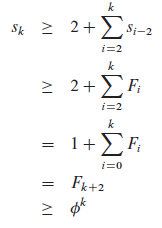 s_k ≥ 2 + ∑_{i=2}^{k} s_{i−2}
≥ 2 + ∑_{i=2}^{k} F_i
= 1 + ∑_{i=0}^{k} F_i
= F_{k+2}
≥ ϕ^k